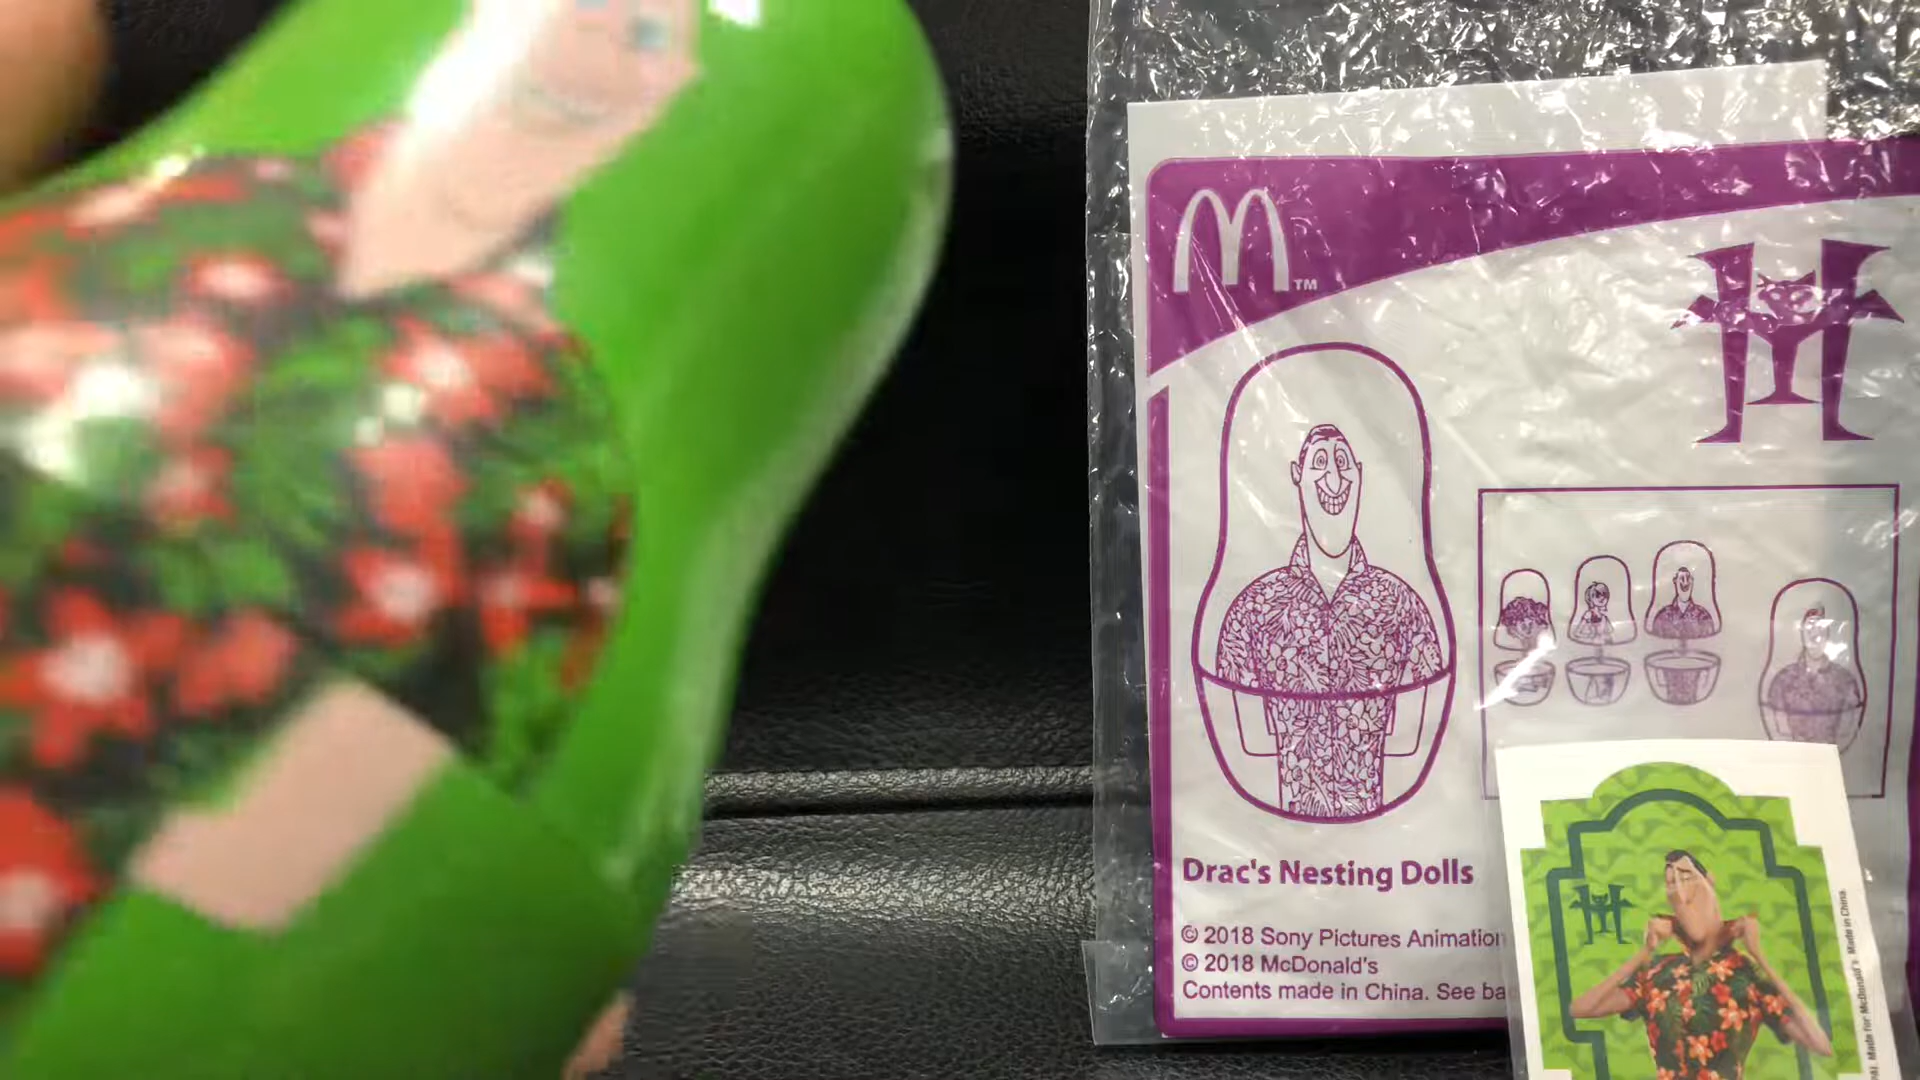 M™
Drac's Nesting Dolls
© 2018 Sony Pictures Animation
© 2018 McDonald's
Contents made in China. See ba
Made for McDonald's. Made in China.